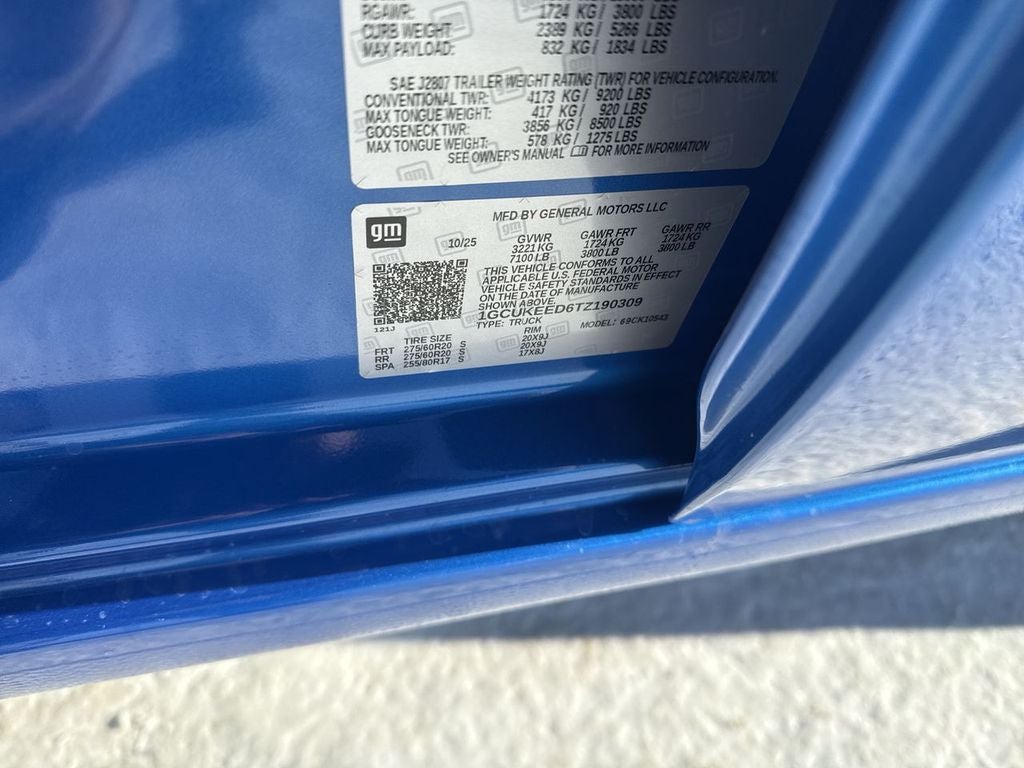 RGAWR: 1724 KG / 3800 LBS
CURB WEIGHT: 2389 KG / 5266 LBS
MAX PAYLOAD: 832 KG / 1834 LBS
SAE J2807 TRAILER WEIGHT RATING (TWR) FOR VEHICLE CONFIGURATION.
CONVENTIONAL TWR: 4173 KG / 9200 LBS
MAX TONGUE WEIGHT: 417 KG / 920 LBS
GOOSENECK TWR: 3856 KG / 8500 LBS
MAX TONGUE WEIGHT: 578 KG / 1275 LBS
SEE OWNER'S MANUAL FOR MORE INFORMATION
gm
MFD BY GENERAL MOTORS LLC
10/25 GVWR GAWR FRT GAWR RR
3221 KG 1724 KG 1724 KG
7100 LB 3800 LB 3800 LB
THIS VEHICLE CONFORMS TO ALL
APPLICABLE U.S. FEDERAL MOTOR
VEHICLE SAFETY STANDARDS IN EFFECT
ON THE DATE OF MANUFACTURE
SHOWN ABOVE.
1GCUKEED6TZ190309
121J
TYPE: TRUCK MODEL: 69CK10543
TIRE SIZE RIM
FRT 275/60R20 S 20X9J
RR 275/60R20 S 20X9J
SPA 255/80R17 S 17X8J